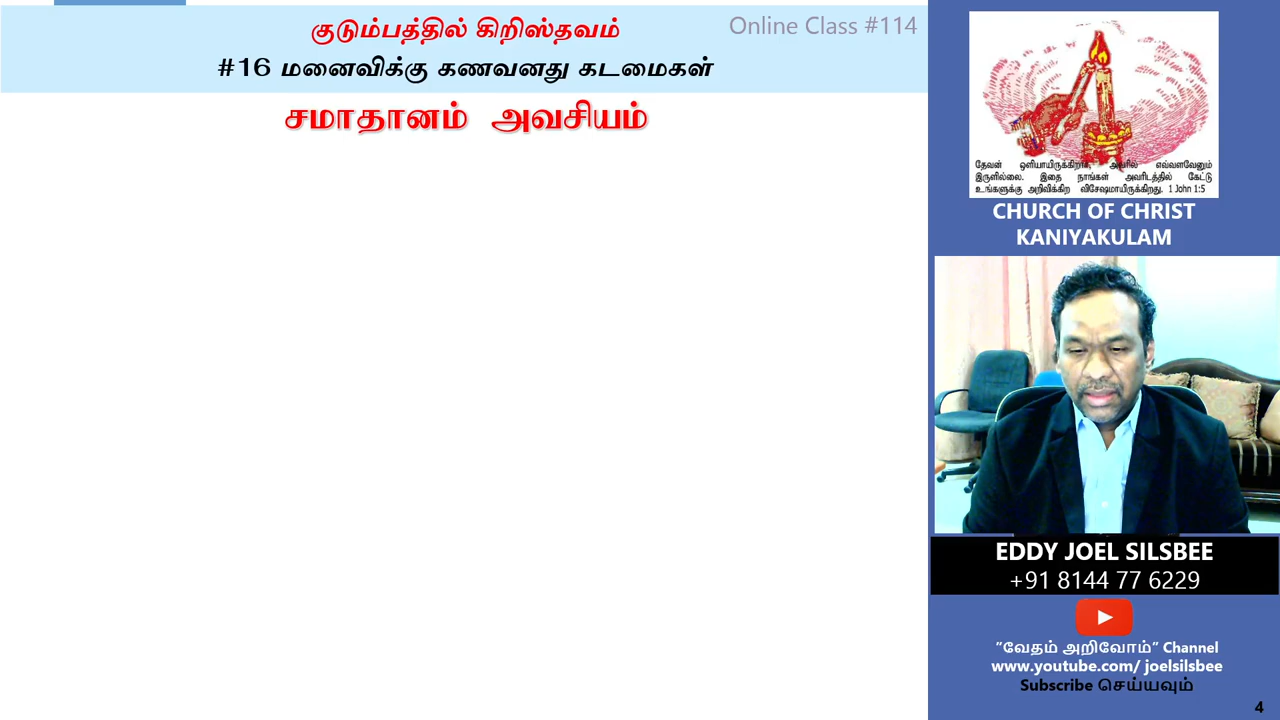 குடும்பத்தில் கிறிஸ்தவம்
Online Class #114
#16 மனைவிக்கு கணவனது கடமைகள்
சமாதானம் அவசியம்
தேவன் ஒளியாயிருக்கிறார், அவரில் எவ்வளவேனும்
இருளில்லை. இதை நாங்கள் அவரிடத்தில் கேட்டு
உங்களுக்கு அறிவிக்கிற விசேஷமாயிருக்கிறது. 1 John 1:5
CHURCH OF CHRIST
KANIYAKULAM
EDDY JOEL SILSBEE
+91 8144 77 6229
"வேதம் அறிவோம்" Channel
www.youtube.com/ joelsilsbee
Subscribe செய்யவும்
4